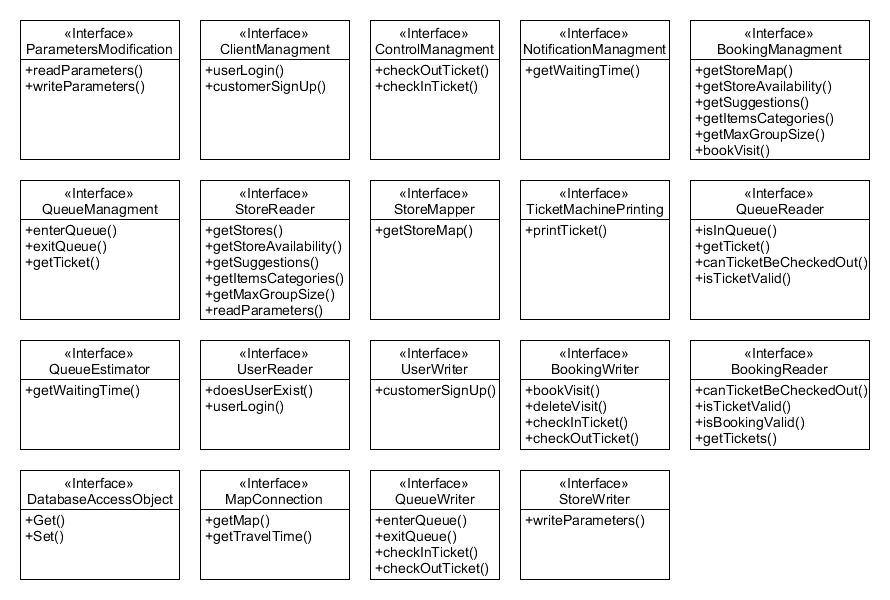 «Interface»
ParametersModification
+readParameters()
+writeParameters()
«Interface»
ClientManagment
+userLogin()
+customerSignUp()
«Interface»
ControlManagment
+checkOutTicket()
+checkInTicket()
«Interface»
NotificationManagment
+getWaitingTime()
«Interface»
BookingManagment
+getStoreMap()
+getStoreAvailability()
+getSuggestions()
+getItemsCategories()
+getMaxGroupSize()
+bookVisit()
«Interface»
QueueManagment
+enterQueue()
+exitQueue()
+getTicket()
«Interface»
StoreReader
+getStores()
+getStoreAvailability()
+getSuggestions()
+getItemsCategories()
+getMaxGroupSize()
+readParameters()
«Interface»
StoreMapper
+getStoreMap()
«Interface»
TicketMachinePrinting
+printTicket()
«Interface»
QueueReader
+isInQueue()
+getTicket()
+canTicketBeCheckedOut()
+isTicketValid()
«Interface»
QueueEstimator
+getWaitingTime()
«Interface»
UserReader
+doesUserExist()
+userLogin()
«Interface»
UserWriter
+customerSignUp()
«Interface»
BookingWriter
+bookVisit()
+deleteVisit()
+checkInTicket()
+checkOutTicket()
«Interface»
BookingReader
+canTicketBeCheckedOut()
+isTicketValid()
+isBookingValid()
+getTickets()
«Interface»
DatabaseAccessObject
+Get()
+Set()
«Interface»
MapConnection
+getMap()
+getTravelTime()
«Interface»
QueueWriter
+enterQueue()
+exitQueue()
+checkInTicket()
+checkOutTicket()
«Interface»
StoreWriter
+writeParameters()